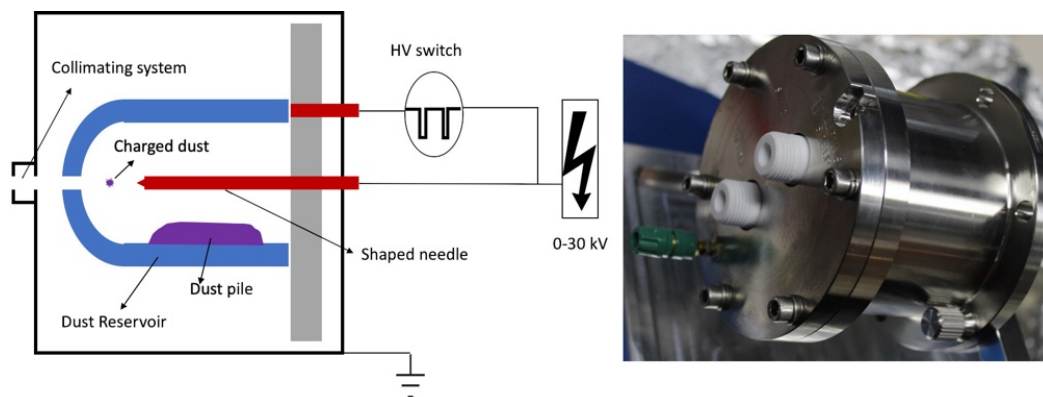 HV switch
Collimating system
Charged dust
0-30 kV
Shaped needle
Dust pile
Dust Reservoir